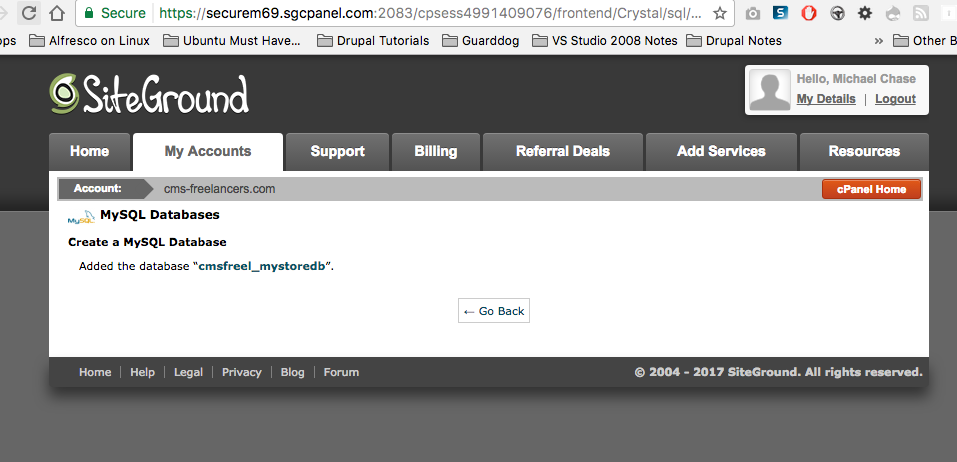 Secure https://securem69.sgcpanel.com:2083/cpsess4991409076/frontend/Crystal/sql/...
ops Alfresco on Linux Ubuntu Must Have... Drupal Tutorials Guarddog VS Studio 2008 Notes Drupal Notes » Other B
SiteGround
Hello, Michael Chase
My Details | Logout
Home My Accounts Support Billing Referral Deals Add Services Resources
Account: cms-freelancers.com cPanel Home
MySQL MySQL Databases
Create a MySQL Database
Added the database “cmsfreel_mystoredb”.
← Go Back
Home | Help | Legal | Privacy | Blog | Forum © 2004 - 2017 SiteGround. All rights reserved.